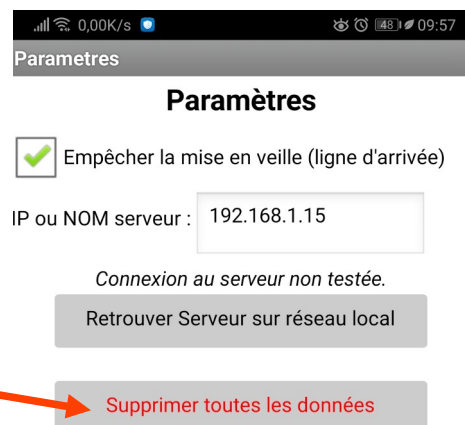 0,00K/s 48 09:57
Parametres
Paramètres
Empêcher la mise en veille (ligne d'arrivée)
IP ou NOM serveur : 192.168.1.15
Connexion au serveur non testée.
Retrouver Serveur sur réseau local
Supprimer toutes les données